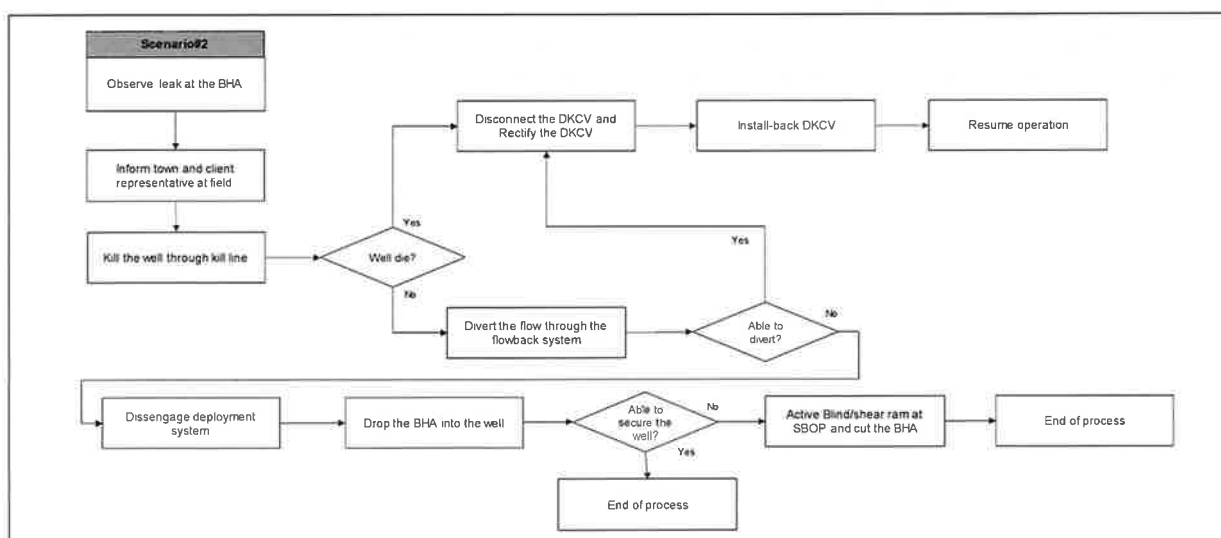 Scenario#2
Observe leak at the BHA
Inform town and client
representative at field
Kill the well through kill line
Well die?
Yes
No
Disconnect the DKCV and
Rectify the DKCV
Install-back DKCV
Resume operation
Divert the flow through the
flowback system
Able to
divert?
Yes
No
Dissengage deployment
system
Drop the BHA into the well
Able to
secure the
well?
No
Yes
Active Blind/shear ram at
SBOP and cut the BHA
End of process
End of process